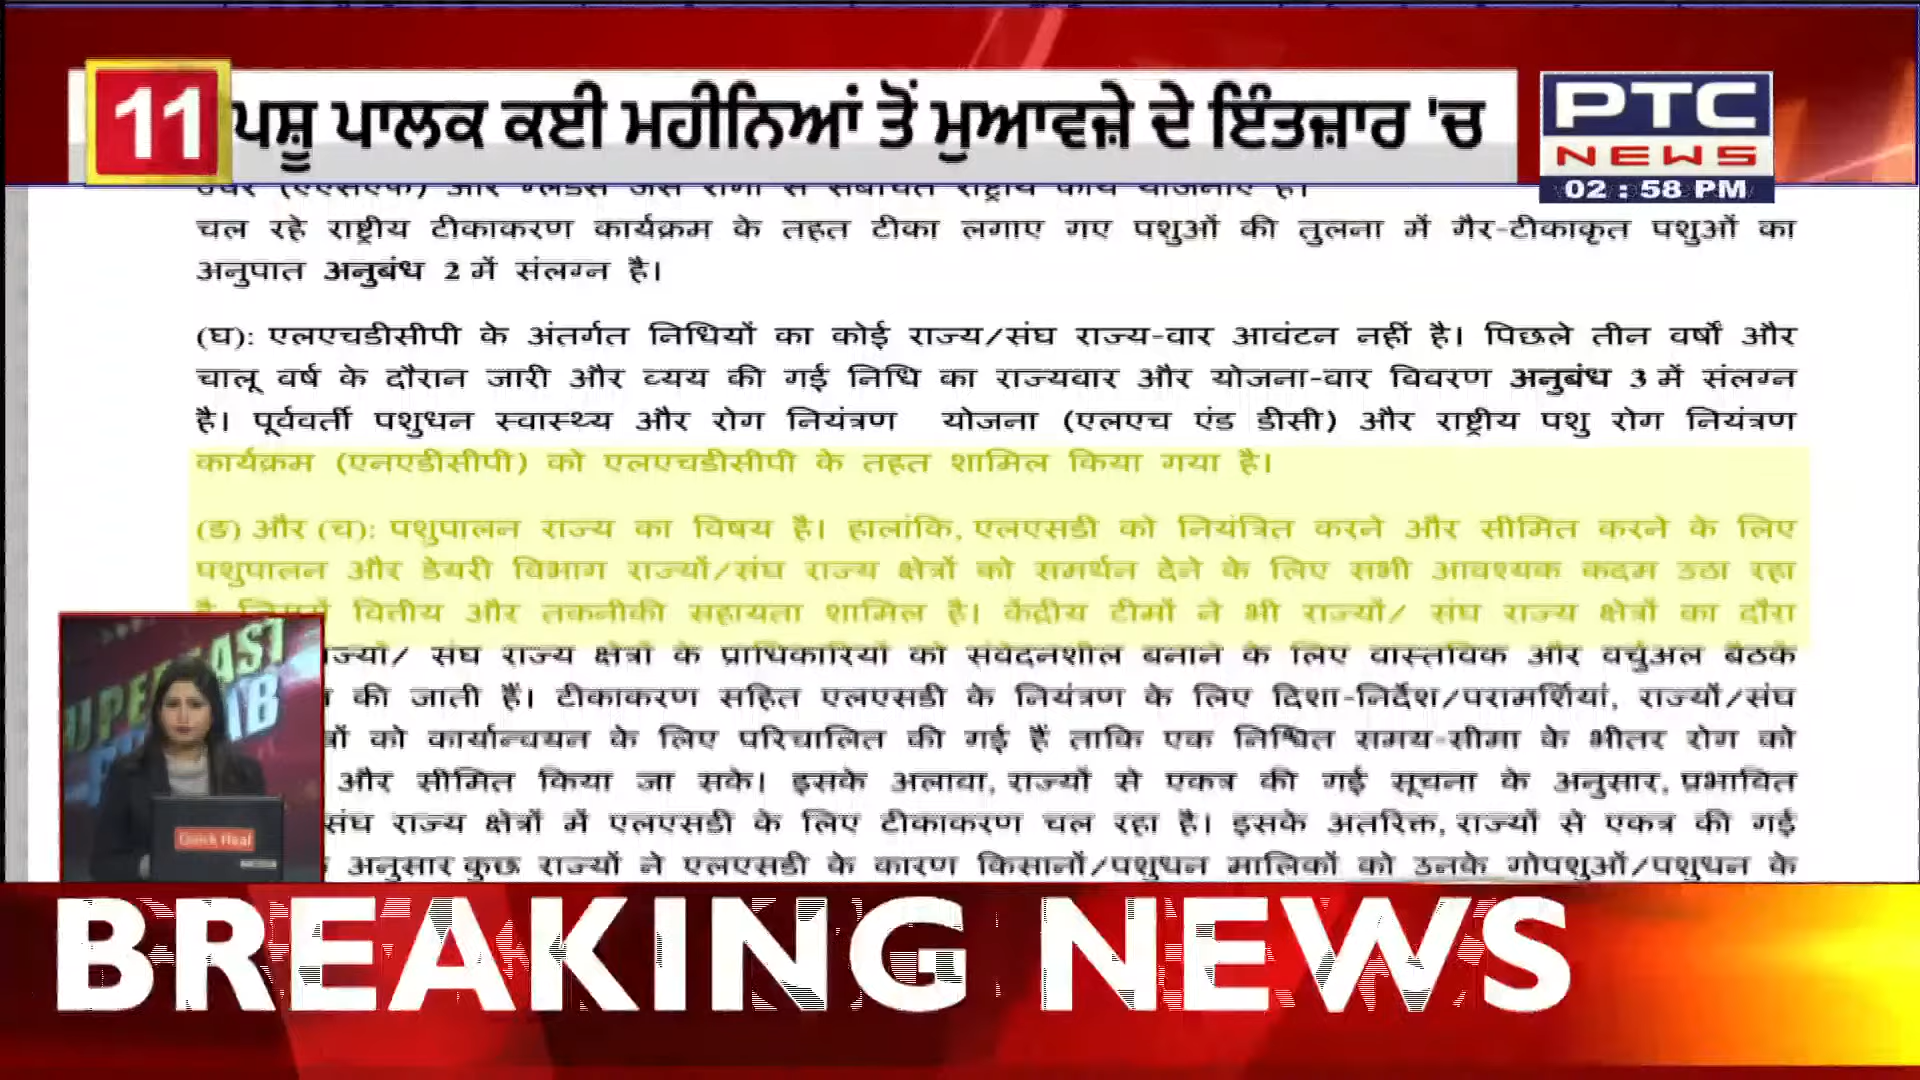 11 ਪਸ਼ੂ ਪਾਲਕ ਕਈ ਮਹੀਨਿਆਂ ਤੋਂ ਮੁਆਵਜ਼ੇ ਦੇ ਇੰਤਜ਼ਾਰ 'ਚ
PTC
NEWS
02 : 58 PM
चल रहे राष्ट्रीय टीकाकरण कार्यक्रम के तहत टीका लगाए गए पशुओं की तुलना में गैर-टीकाकृत पशुओं का
अनुपात अनुबंध 2 में संलग्न है।
(घ): एलएचडीसीपी के अंतर्गत निधियों का कोई राज्य/संघ राज्य-वार आवंटन नहीं है। पिछले तीन वर्षों और
चालू वर्ष के दौरान जारी और व्यय की गई निधि का राज्यवार और योजना-वार विवरण अनुबंध 3 में संलग्न
है। पूर्ववर्ती पशुधन स्वास्थ्य और रोग नियंत्रण योजना (एलएच एंड डीसी) और राष्ट्रीय पशु रोग नियंत्रण
कार्यक्रम (एनएडीसीपी) को एलएचडीसीपी के तहत शामिल किया गया है।
(ङ) और (च): पशुपालन राज्य का विषय है। हालांकि, एलएसडी को नियंत्रित करने और सीमित करने के लिए
पशुपालन और डेयरी विभाग राज्यों/संघ राज्य क्षेत्रों को समर्थन देने के लिए सभी आवश्यक कदम उठा रहा
वित्तीय और तकनीकी सहायता शामिल है। केंद्रीय टीमों ने भी राज्यों/ संघ राज्य क्षेत्रों का दौरा
संघ राज्य क्षेत्रों के प्राधिकारियों को संवेदनशील बनाने के लिए वास्तविक और वर्चुअल बैठकें
की जाती हैं। टीकाकरण सहित एलएसडी के नियंत्रण के लिए दिशा-निर्देश/परामर्शियां, राज्यों/संघ
को कार्यान्वयन के लिए परिचालित की गई हैं ताकि एक निश्चित समय-सीमा के भीतर रोग को
और सीमित किया जा सके। इसके अलावा, राज्यों से एकत्र की गई सूचना के अनुसार, प्रभावित
संघ राज्य क्षेत्रों में एलएसडी के लिए टीकाकरण चल रहा है। इसके अतरिक्त, राज्यों से एकत्र की गई
अनुसार कुछ राज्यों ने एलएसडी के कारण किसानों/पशुधन मालिकों को उनके गोपशुओं/पशुधन के
Quick Heal
BREAKING NEWS